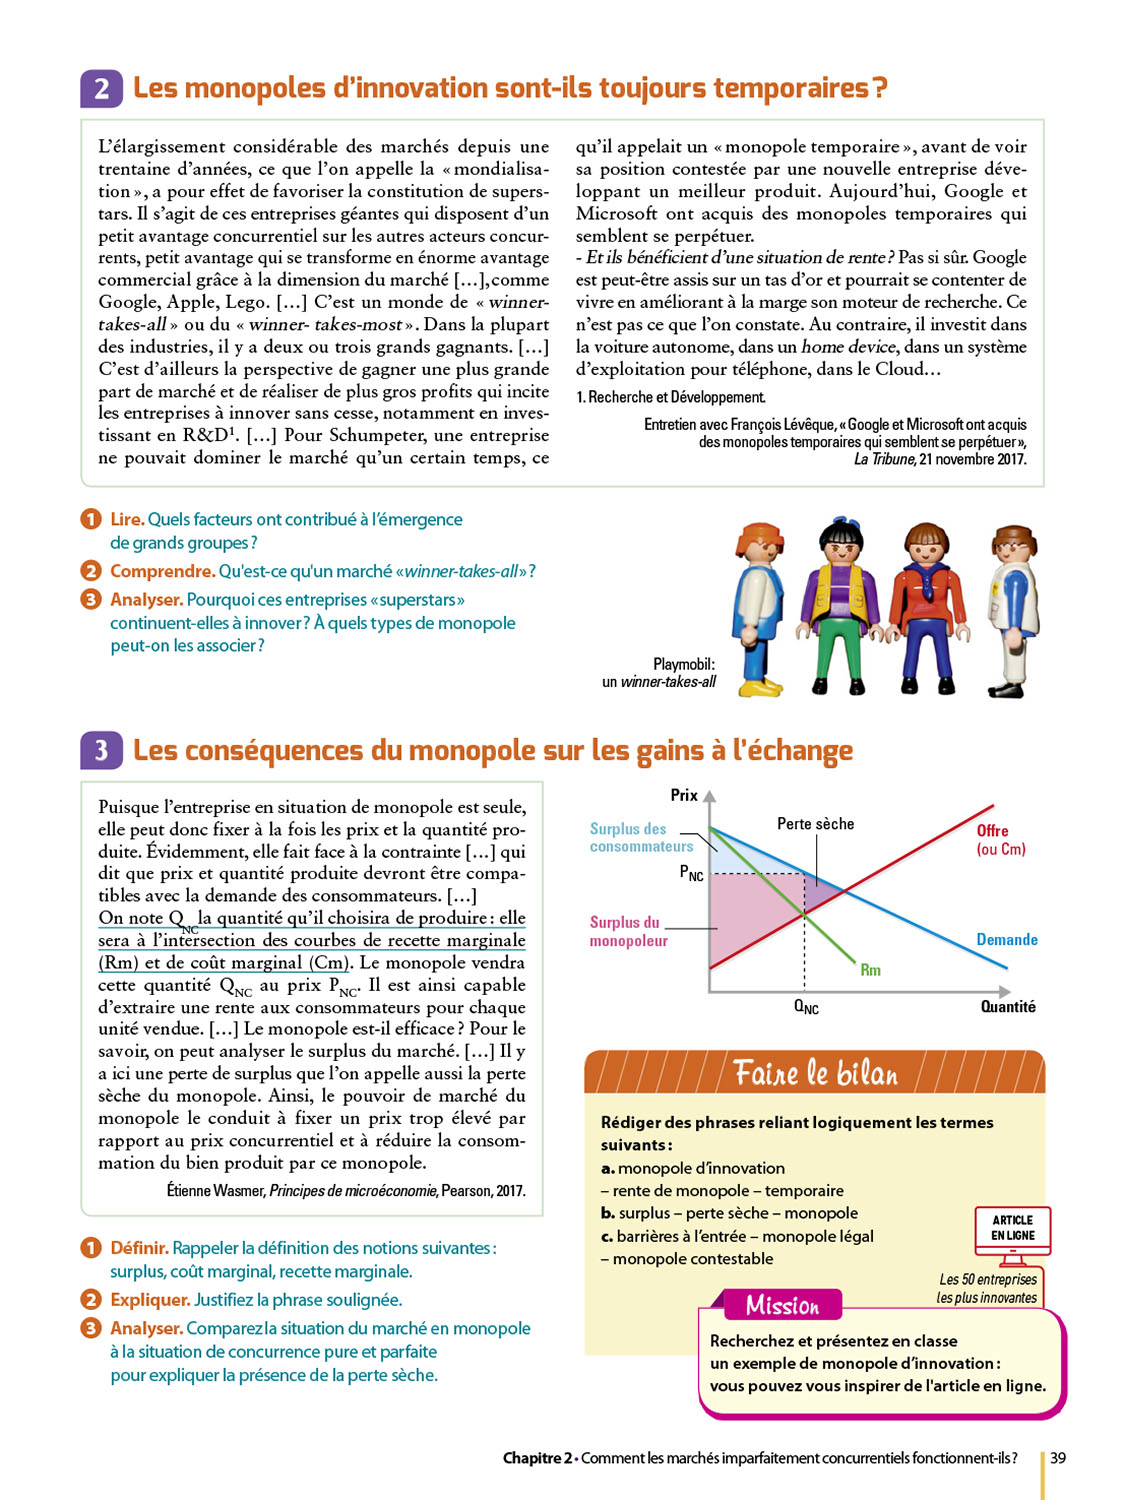 2 Les monopoles d'innovation sont-ils toujours temporaires ?
L'élargissement considérable des marchés depuis une
trentaine d'années, ce que l'on appelle la « mondialisa-
tion », a pour effet de favoriser la constitution de supers-
tars. Il s'agit de ces entreprises géantes qui disposent d'un
petit avantage concurrentiel sur les autres acteurs concur-
rents, petit avantage qui se transforme en énorme avantage
commercial grâce à la dimension du marché […],comme
Google, Apple, Lego. […] C'est un monde de « winner-
takes-all » ou du « winner- takes-most ». Dans la plupart
des industries, il y a deux ou trois grands gagnants. […]
C'est d'ailleurs la perspective de gagner une plus grande
part de marché et de réaliser de plus gros profits qui incite
les entreprises à innover sans cesse, notamment en inves-
tissant en R&D¹. […] Pour Schumpeter, une entreprise
ne pouvait dominer le marché qu'un certain temps, ce
qu'il appelait un « monopole temporaire », avant de voir
sa position contestée par une nouvelle entreprise déve-
loppant un meilleur produit. Aujourd'hui, Google et
Microsoft ont acquis des monopoles temporaires qui
semblent se perpétuer.
- Et ils bénéficient d'une situation de rente ? Pas si sûr. Google
est peut-être assis sur un tas d'or et pourrait se contenter de
vivre en améliorant à la marge son moteur de recherche. Ce
n'est pas ce que l'on constate. Au contraire, il investit dans
la voiture autonome, dans un home device, dans un système
d'exploitation pour téléphone, dans le Cloud…
1. Recherche et Développement.
Entretien avec François Lévêque, « Google et Microsoft ont acquis
des monopoles temporaires qui semblent se perpétuer »,
La Tribune, 21 novembre 2017.
1 Lire. Quels facteurs ont contribué à l'émergence
de grands groupes ?
2 Comprendre. Qu'est-ce qu'un marché «winner-takes-all» ?
3 Analyser. Pourquoi ces entreprises «superstars»
continuent-elles à innover ? À quels types de monopole
peut-on les associer ?
Playmobil :
un winner-takes-all
3 Les conséquences du monopole sur les gains à l'échange
Puisque l'entreprise en situation de monopole est seule,
elle peut donc fixer à la fois les prix et la quantité pro-
duite. Évidemment, elle fait face à la contrainte […] qui
dit que prix et quantité produite devront être compa-
tibles avec la demande des consommateurs. […]
On note QNC la quantité qu'il choisira de produire : elle
sera à l'intersection des courbes de recette marginale
(Rm) et de coût marginal (Cm). Le monopole vendra
cette quantité QNC au prix PNC. Il est ainsi capable
d'extraire une rente aux consommateurs pour chaque
unité vendue. […] Le monopole est-il efficace ? Pour le
savoir, on peut analyser le surplus du marché. […] Il y
a ici une perte de surplus que l'on appelle aussi la perte
sèche du monopole. Ainsi, le pouvoir de marché du
monopole le conduit à fixer un prix trop élevé par
rapport au prix concurrentiel et à réduire la consom-
mation du bien produit par ce monopole.
Étienne Wasmer, Principes de microéconomie, Pearson, 2017.
1 Définir. Rappeler la définition des notions suivantes :
surplus, coût marginal, recette marginale.
2 Expliquer. Justifiez la phrase soulignée.
3 Analyser. Comparez la situation du marché en monopole
à la situation de concurrence pure et parfaite
pour expliquer la présence de la perte sèche.
Prix
Surplus des
consommateurs
Perte sèche
Offre
(ou Cm)
PNC
Surplus du
monopoleur
Demande
Rm
QNC
Quantité
Faire le bilan
Rédiger des phrases reliant logiquement les termes
suivants :
a. monopole d'innovation
– rente de monopole – temporaire
b. surplus – perte sèche – monopole
c. barrières à l'entrée – monopole légal
– monopole contestable
ARTICLE
EN LIGNE
Les 50 entreprises
les plus innovantes
Mission
Recherchez et présentez en classe
un exemple de monopole d'innovation :
vous pouvez vous inspirer de l'article en ligne.
Chapitre 2 • Comment les marchés imparfaitement concurrentiels fonctionnent-ils ? 39